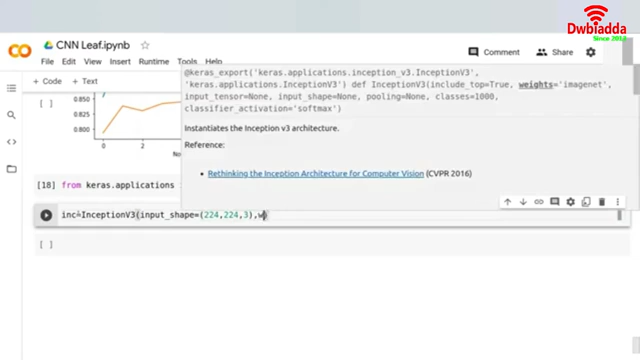 Dwbiadda
Since 2012
CNN Leaf.ipynb
File Edit View Insert Runtime Tools
Comment Share
+ Code + Text
[ ]
0.850
0.825
0.800
0 2
@keras_export('keras.applications.inception_v3.InceptionV3',
'keras.applications.InceptionV3') def InceptionV3(include_top=True, weights='imagenet',
input_tensor=None, input_shape=None, pooling=None, classes=1000,
classifier_activation='softmax')
Instantiates the Inception v3 architecture.
Reference:
• Rethinking the Inception Architecture for Computer Vision (CVPR 2016)
[18] from keras.applications
inc=InceptionV3(input_shape=(224,224,3),w)
[ ]